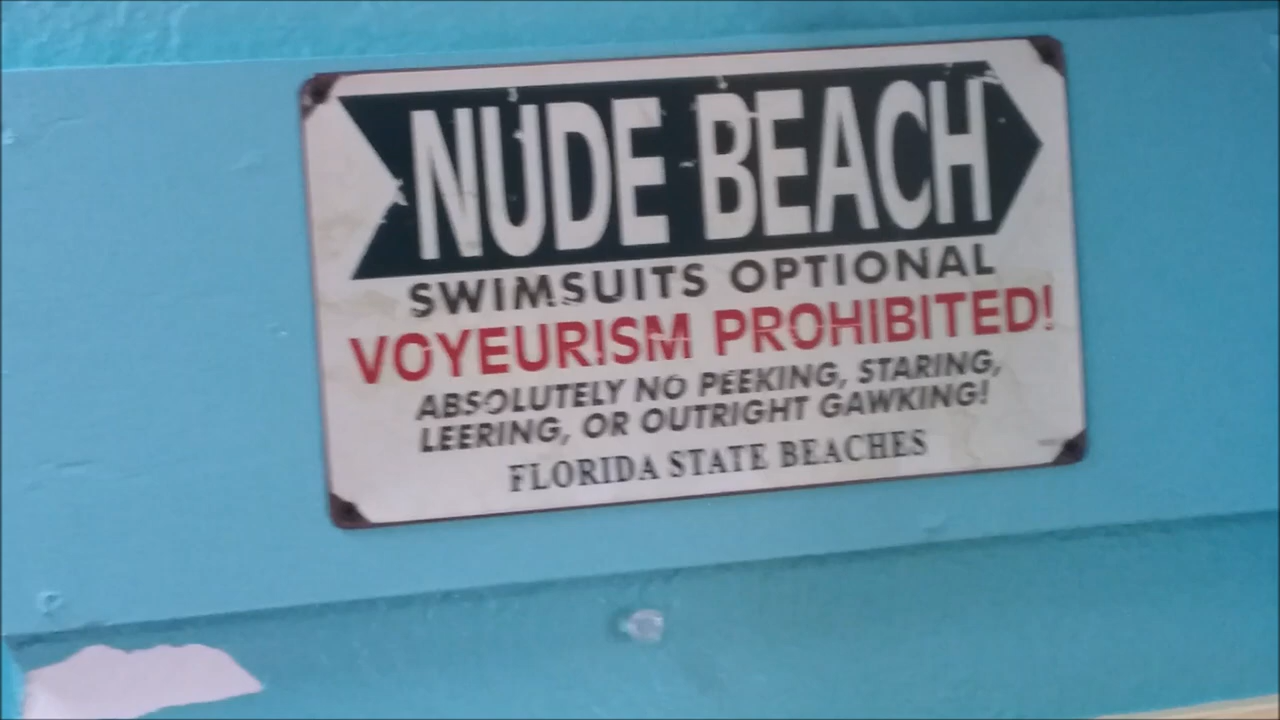 NUDE BEACH
SWIMSUITS OPTIONAL
VOYEURISM PROHIBITED!
ABSOLUTELY NO PEEKING, STARING,
LEERING, OR OUTRIGHT GAWKING!
FLORIDA STATE BEACHES